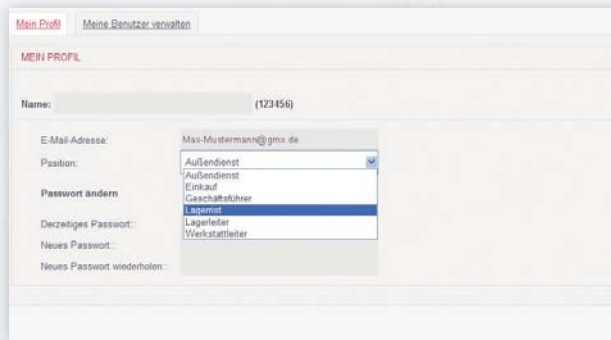 Mein Profil Meine Benutzer verwalten
MEIN PROFIL
Name: (123456)
E-Mail-Adresse: Max-Mustermann@gmx.de
Position: Außendienst
Außendienst
Einkauf
Geschäftsführer
Lagerist
Lagerleiter
Werkstattleiter
Passwort ändern
Derzeitiges Passwort:
Neues Passwort:
Neues Passwort wiederholen: